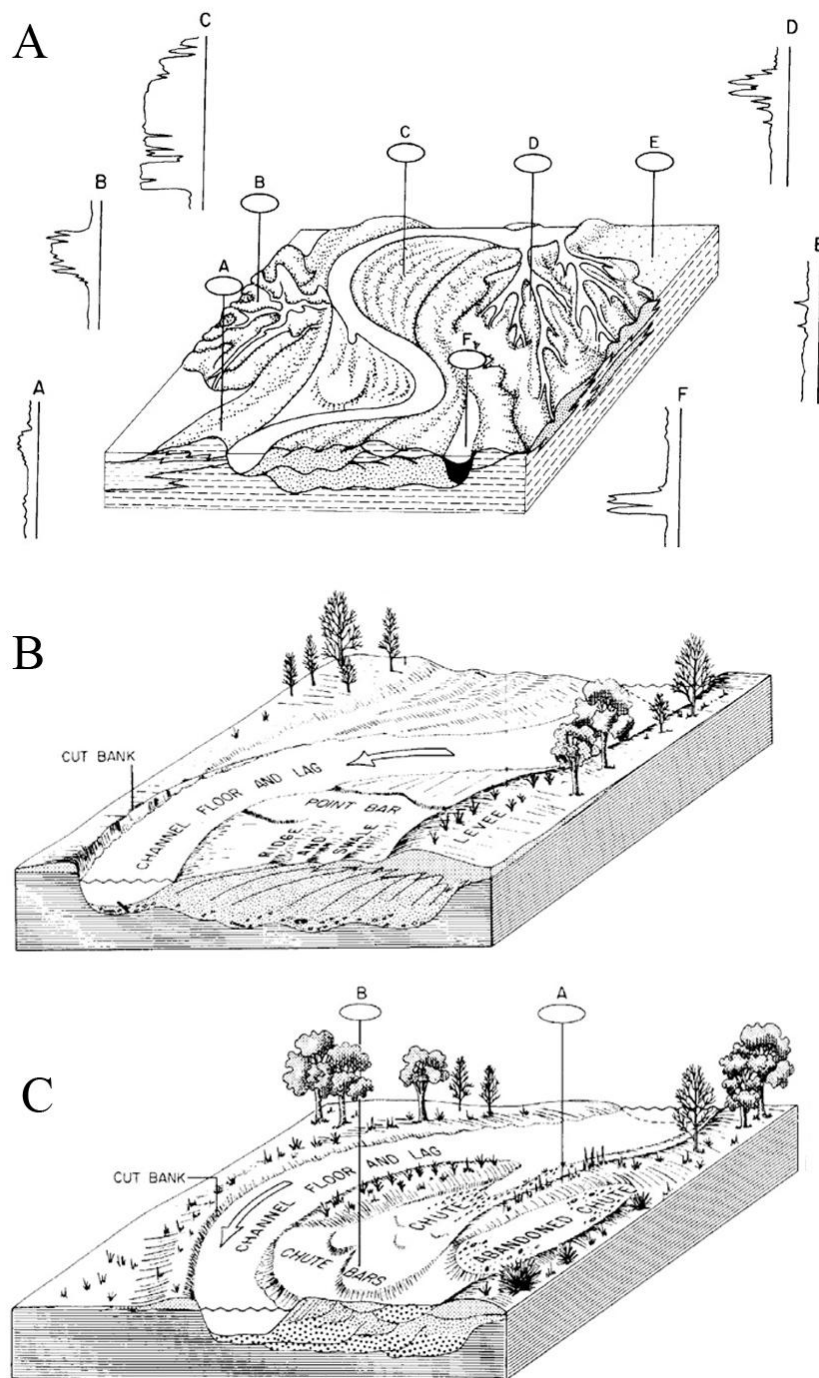 A
C
D
B
C
D
E
B
A
F
E
A
F
B
CUT BANK
CHANNEL FLOOR AND LAG
POINT BAR
RIDGE
AND
SWALE
LEVEE
C
B
A
CUT BANK
CHANNEL FLOOR AND LAG
CHUTE
CHUTE
BARS
ABANDONED CHUTE